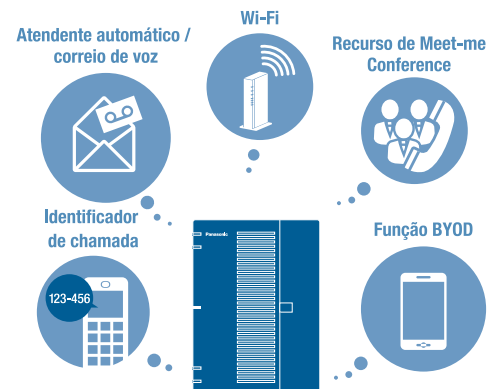 Wi-Fi
Atendente automático /
correio de voz
Recurso de Meet-me
Conference
Identificador
de chamada
123-456
Panasonic
Função BYOD